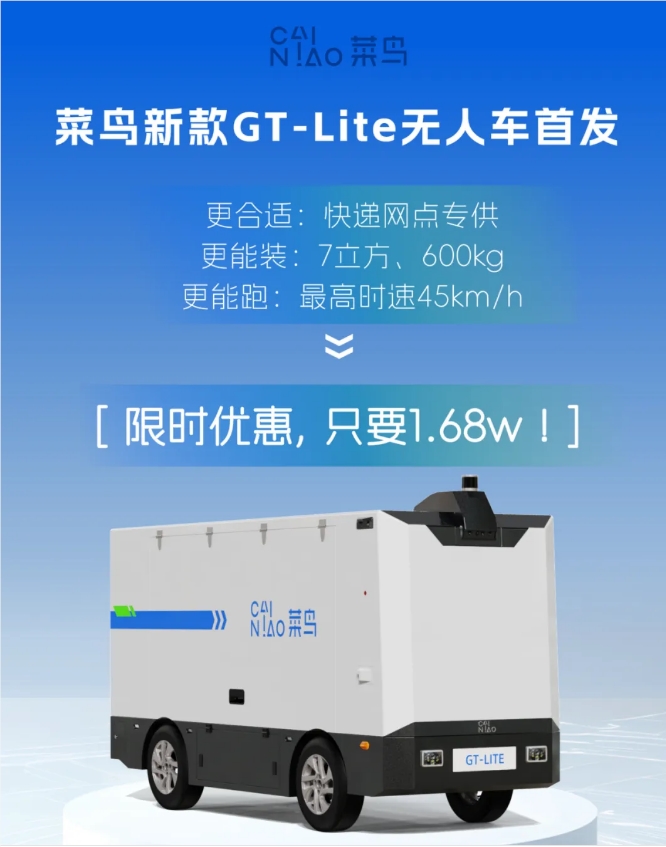 CAI
NIAO 菜鸟
菜鸟新款GT-Lite无人车首发
更合适：快递网点专供
更能装：7立方、600kg
更能跑：最高时速45km/h
[ 限时优惠, 只要1.68w！]
CAI
NIAO 菜鸟
CAI
NIAO
GT-LITE